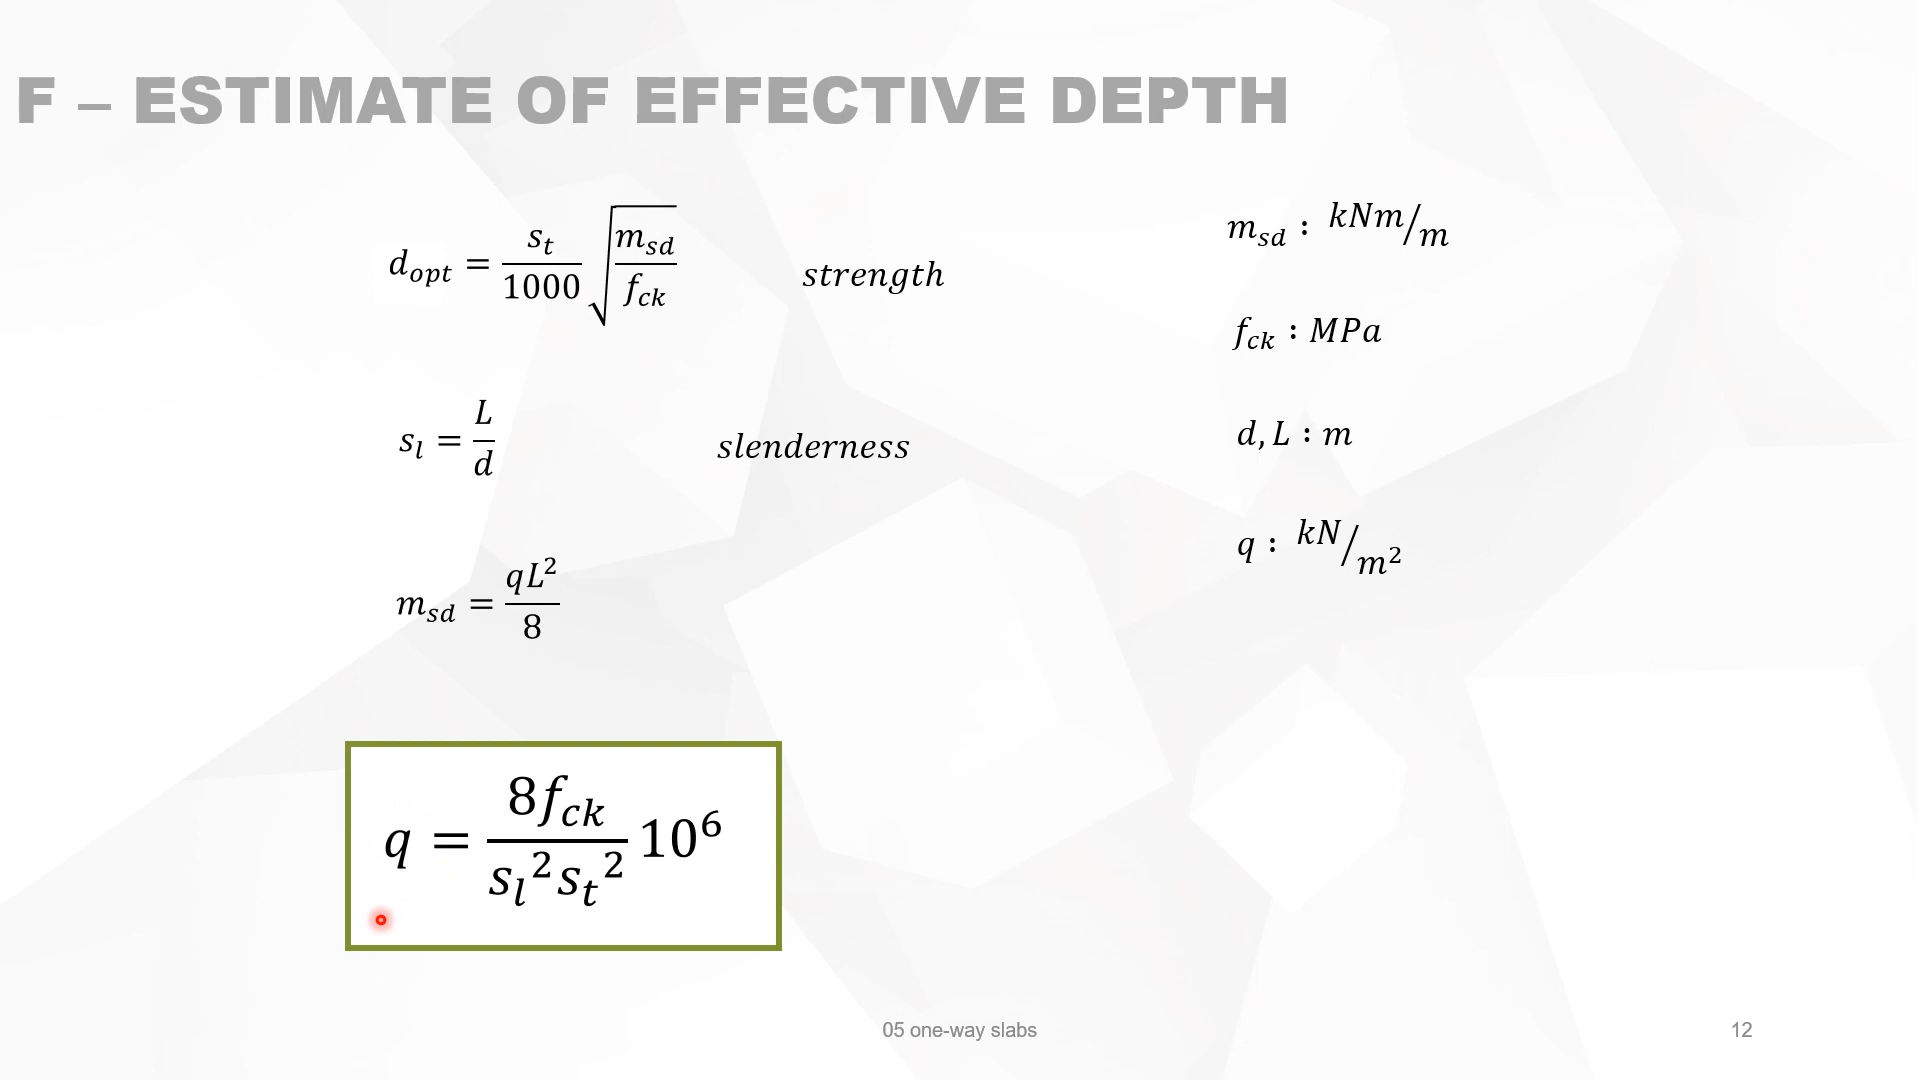 F – ESTIMATE OF EFFECTIVE DEPTH
d_opt = s_t/1000 √(m_sd/f_ck) strength
s_l = L/d slenderness
m_sd = qL²/8
q = 8f_ck/(s_l² s_t²) 10⁶
m_sd : kNm/m
f_ck : MPa
d, L : m
q : kN/m²
05 one-way slabs
12